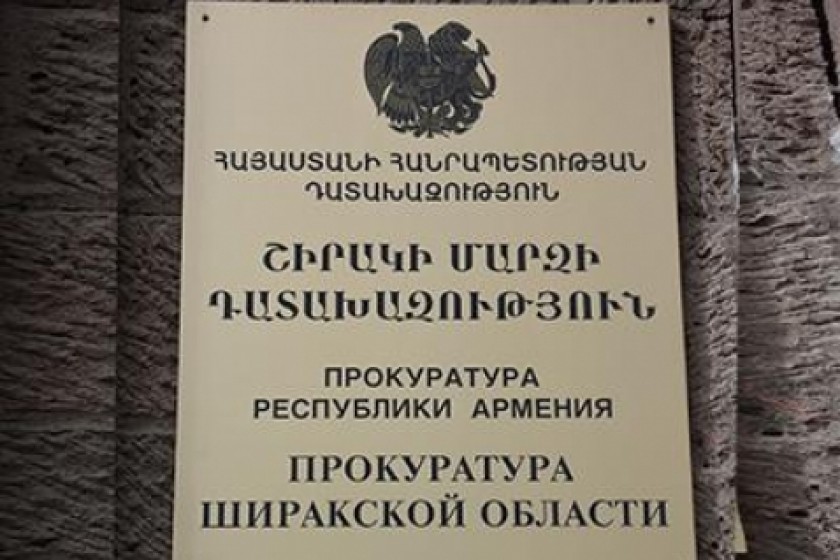 ՀԱՅԱՍՏԱՆԻ ՀԱՆՐԱՊԵՏՈՒԹՅԱՆ
ԴԱՏԱԽԱԶՈՒԹՅՈՒՆ
ՇԻՐԱԿԻ ՄԱՐԶԻ
ԴԱՏԱԽԱԶՈՒԹՅՈՒՆ
ПРОКУРАТУРА
РЕСПУБЛИКИ АРМЕНИЯ
ПРОКУРАТУРА
ШИРАКСКОЙ ОБЛАСТИ